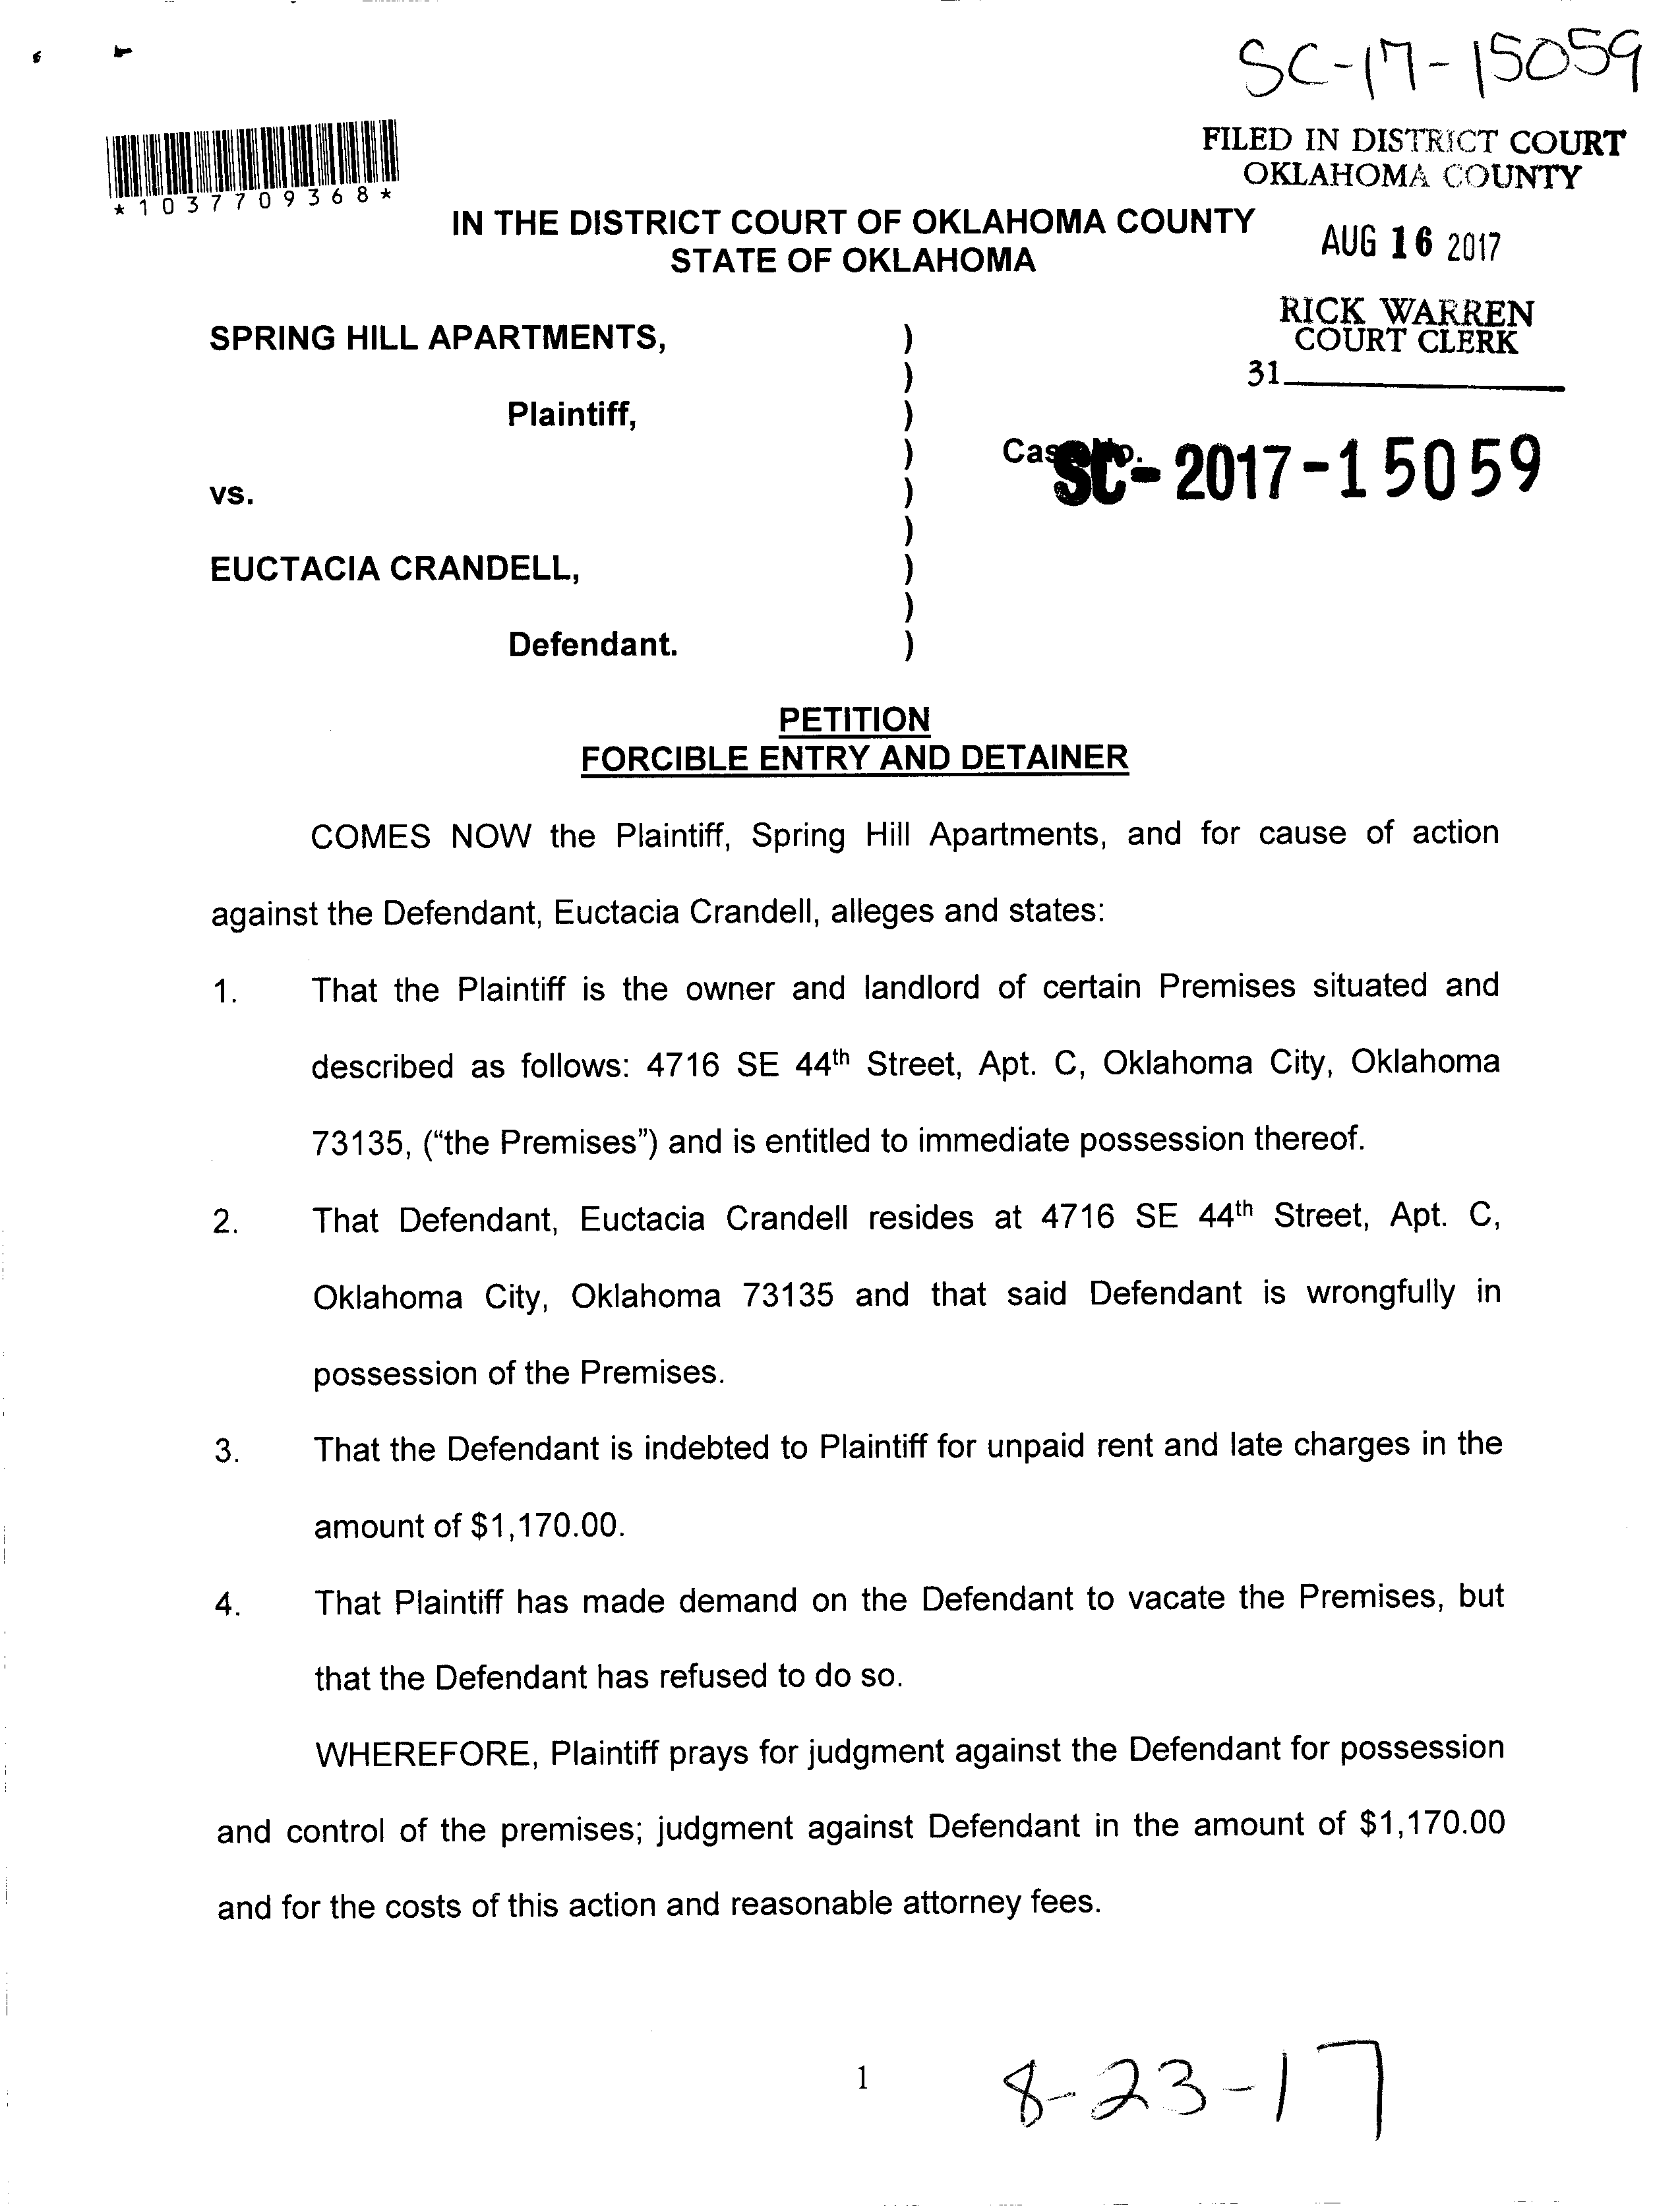 SC-17-15059
FILED IN DISTRICT COURT
OKLAHOMA COUNTY
*1037709368*
IN THE DISTRICT COURT OF OKLAHOMA COUNTY
STATE OF OKLAHOMA
AUG 16 2017
RICK WARREN
COURT CLERK
31
SPRING HILL APARTMENTS, )
)
Plaintiff, )
)
vs. )
)
EUCTACIA CRANDELL, )
)
Defendant. )
SC-2017-15059
PETITION
FORCIBLE ENTRY AND DETAINER
COMES NOW the Plaintiff, Spring Hill Apartments, and for cause of action
against the Defendant, Euctacia Crandell, alleges and states:
1. That the Plaintiff is the owner and landlord of certain Premises situated and
described as follows: 4716 SE 44th Street, Apt. C, Oklahoma City, Oklahoma
73135, (“the Premises”) and is entitled to immediate possession thereof.
2. That Defendant, Euctacia Crandell resides at 4716 SE 44th Street, Apt. C,
Oklahoma City, Oklahoma 73135 and that said Defendant is wrongfully in
possession of the Premises.
3. That the Defendant is indebted to Plaintiff for unpaid rent and late charges in the
amount of $1,170.00.
4. That Plaintiff has made demand on the Defendant to vacate the Premises, but
that the Defendant has refused to do so.
WHEREFORE, Plaintiff prays for judgment against the Defendant for possession
and control of the premises; judgment against Defendant in the amount of $1,170.00
and for the costs of this action and reasonable attorney fees.
1
8-23-17